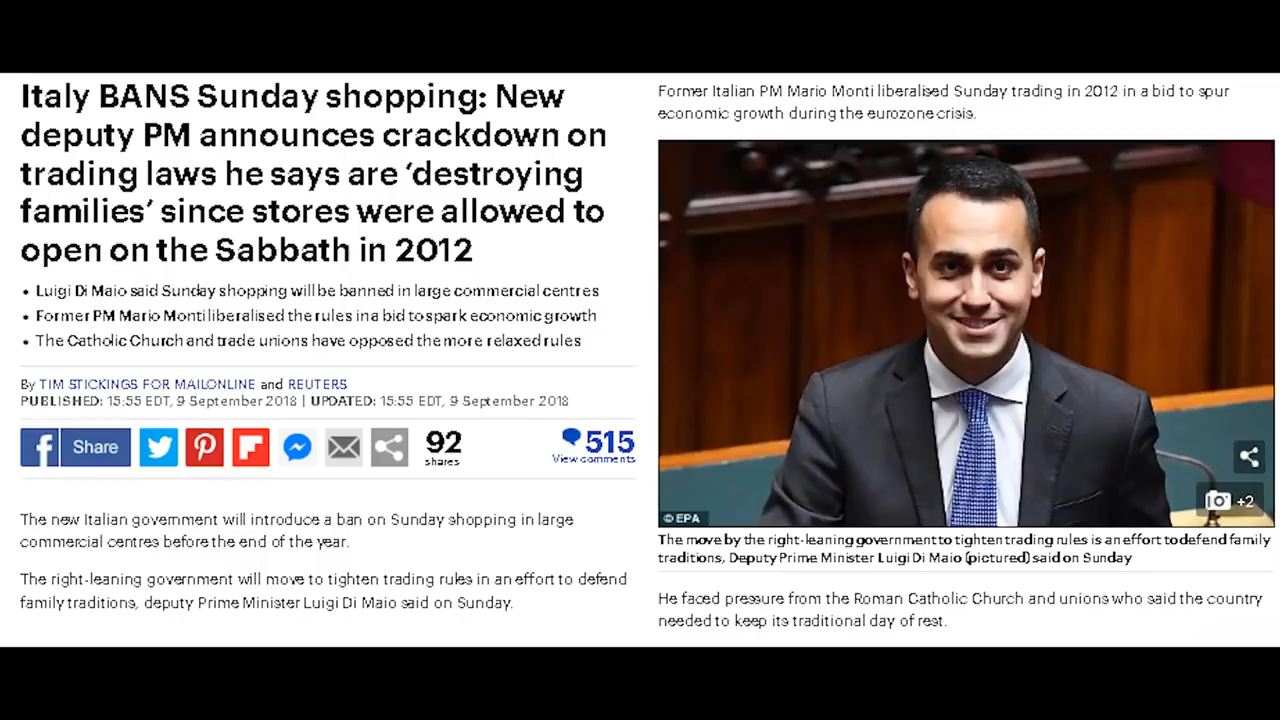 Italy BANS Sunday shopping: New
deputy PM announces crackdown on
trading laws he says are ‘destroying
families’ since stores were allowed to
open on the Sabbath in 2012
• Luigi Di Maio said Sunday shopping will be banned in large commercial centres
• Former PM Mario Monti liberalised the rules in a bid to spark economic growth
• The Catholic Church and trade unions have opposed the more relaxed rules
By TIM STICKINGS FOR MAILONLINE and REUTERS
PUBLISHED: 15:55 EDT, 9 September 2018 | UPDATED: 15:55 EDT, 9 September 2018
f Share
92
shares
515
View comments
The new Italian government will introduce a ban on Sunday shopping in large
commercial centres before the end of the year.
The right-leaning government will move to tighten trading rules in an effort to defend
family traditions, deputy Prime Minister Luigi Di Maio said on Sunday.
Former Italian PM Mario Monti liberalised Sunday trading in 2012 in a bid to spur
economic growth during the eurozone crisis.
+2
© EPA
The move by the right-leaning government to tighten trading rules is an effort to defend family
traditions, Deputy Prime Minister Luigi Di Maio (pictured) said on Sunday
He faced pressure from the Roman Catholic Church and unions who said the country
needed to keep its traditional day of rest.